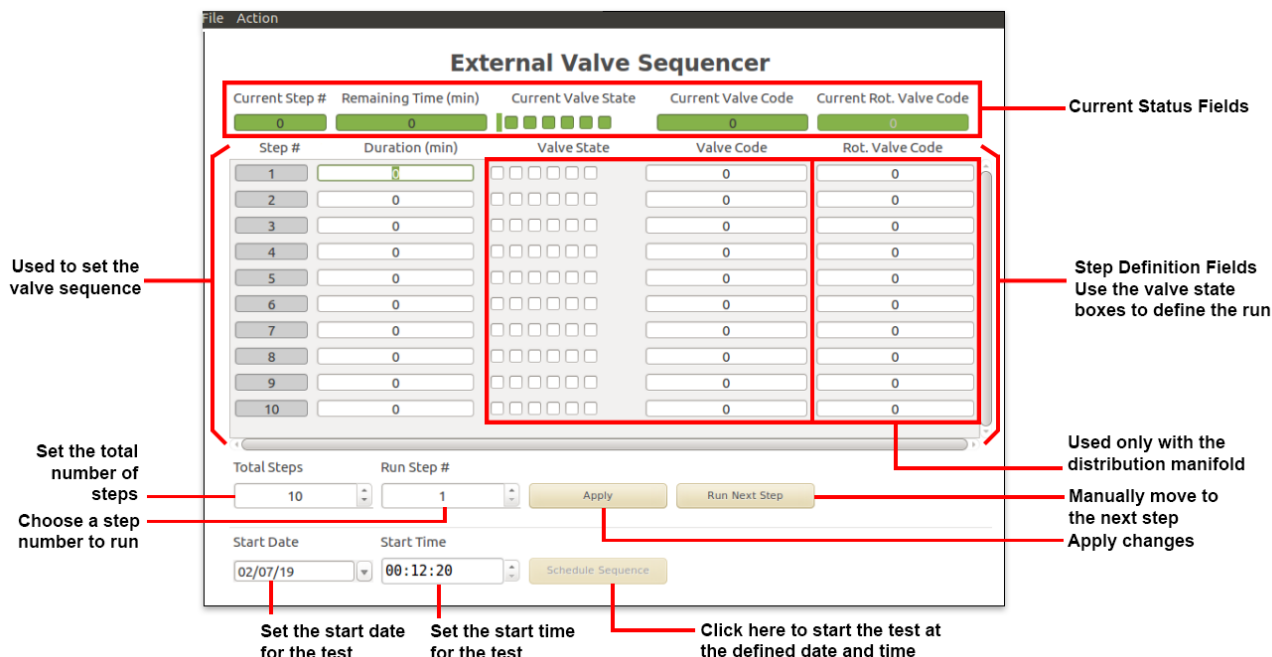 File Action
External Valve Sequencer
Current Step # Remaining Time (min) Current Valve State Current Valve Code Current Rot. Valve Code
0 0 0 0
Current Status Fields
Step # Duration (min) Valve State Valve Code Rot. Valve Code
1 0 0 0
2 0 0 0
3 0 0 0
4 0 0 0
5 0 0 0
6 0 0 0
7 0 0 0
8 0 0 0
9 0 0 0
10 0 0 0
Used to set the
valve sequence
Step Definition Fields
Use the valve state
boxes to define the run
Used only with the
distribution manifold
Set the total
number of
steps
Total Steps Run Step #
10 1 Apply Run Next Step
Manually move to
the next step
Choose a step
number to run
Apply changes
Start Date Start Time
02/07/19 00:12:20 Schedule Sequence
Set the start date
for the test
Set the start time
for the test
Click here to start the test at
the defined date and time